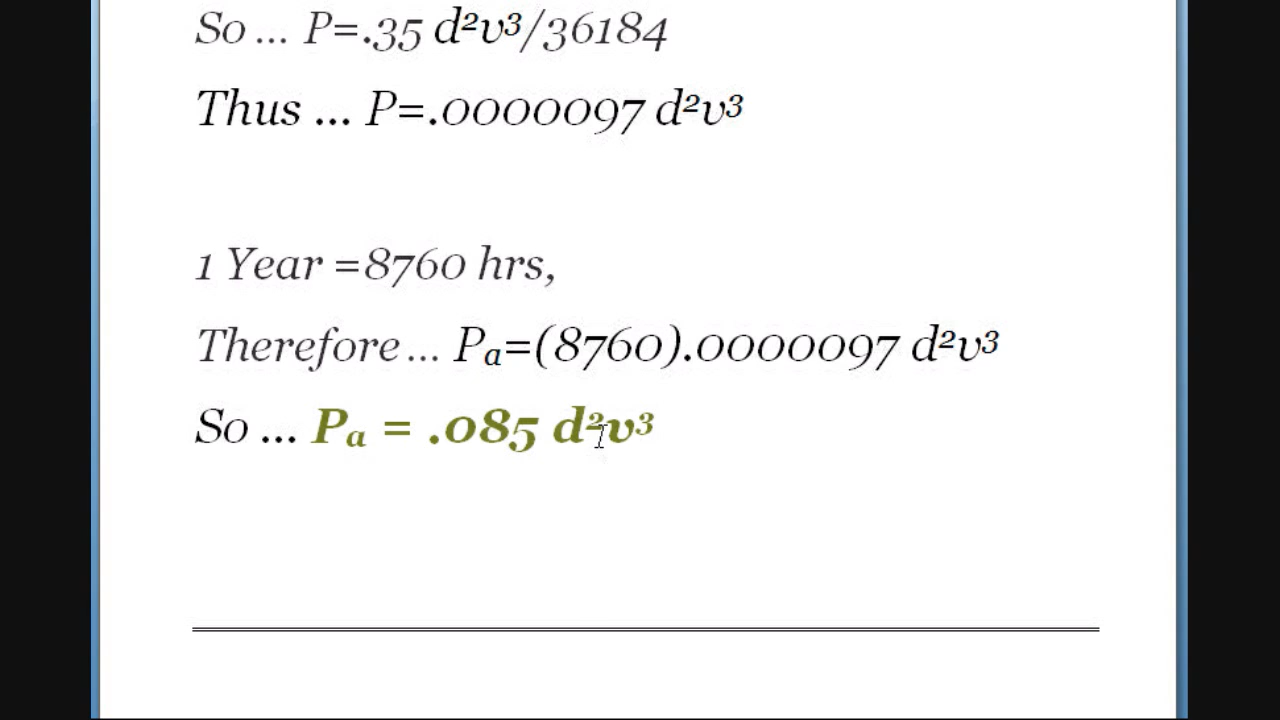 So ... P=.35 d²v³/36184
Thus ... P=.0000097 d²v³
1 Year =8760 hrs,
Therefore ... Pₐ=(8760).0000097 d²v³
So ... Pₐ = .085 d²v³